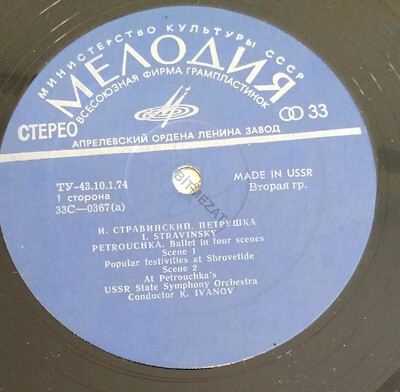 МИНИСТЕРСТВО КУЛЬТУРЫ СССР
МЕЛОДИЯ
ВСЕСОЮЗНАЯ ФИРМА ГРАМПЛАСТИНОК
СТЕРЕО
33
АПРЕЛЕВСКИЙ ОРДЕНА ЛЕНИНА ЗАВОД
ТУ-43.10.1.74
1 сторона
33С—0367(а)
MADE IN USSR
Вторая гр.
И. СТРАВИНСКИЙ. ПЕТРУШКА
I. STRAVINSKY
PETROUCHKA. Ballet in four scenes
Scene 1
Popular festivities at Shrovetide
Scene 2
At Petrouchka's
USSR State Symphony Orchestra
Conductor K. IVANOV